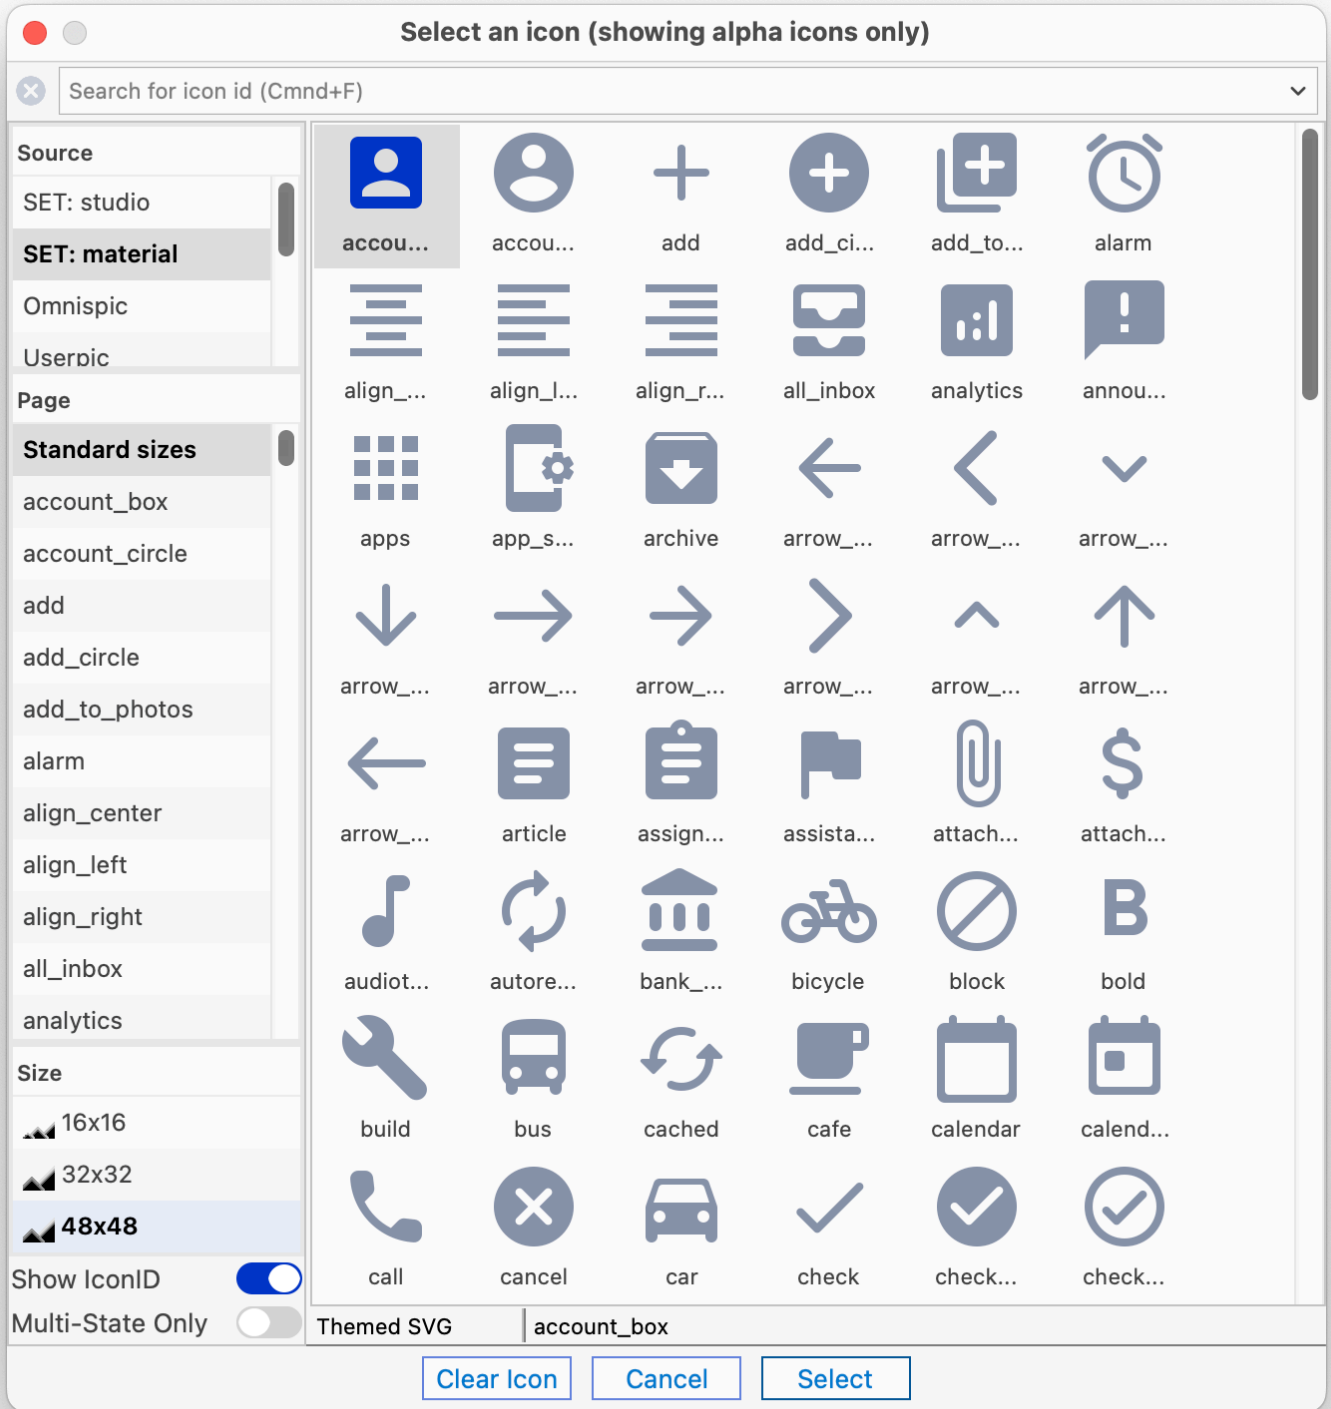 Select an icon (showing alpha icons only)
Search for icon id (Cmnd+F)
Source
SET: studio
SET: material
Omnispic
Userpic
Page
Standard sizes
account_box
account_circle
add
add_circle
add_to_photos
alarm
align_center
align_left
align_right
all_inbox
analytics
Size
16x16
32x32
48x48
Show IconID
Multi-State Only
accou... accou... add add_ci... add_to... alarm
align_... align_l... align_r... all_inbox analytics annou...
apps app_s... archive arrow_... arrow_... arrow_...
arrow_... arrow_... arrow_... arrow_... arrow_... arrow_...
arrow_... article assign... assista... attach... attach...
audiot... autore... bank_... bicycle block bold
build bus cached cafe calendar calend...
call cancel car check check... check...
Themed SVG account_box
Clear Icon Cancel Select